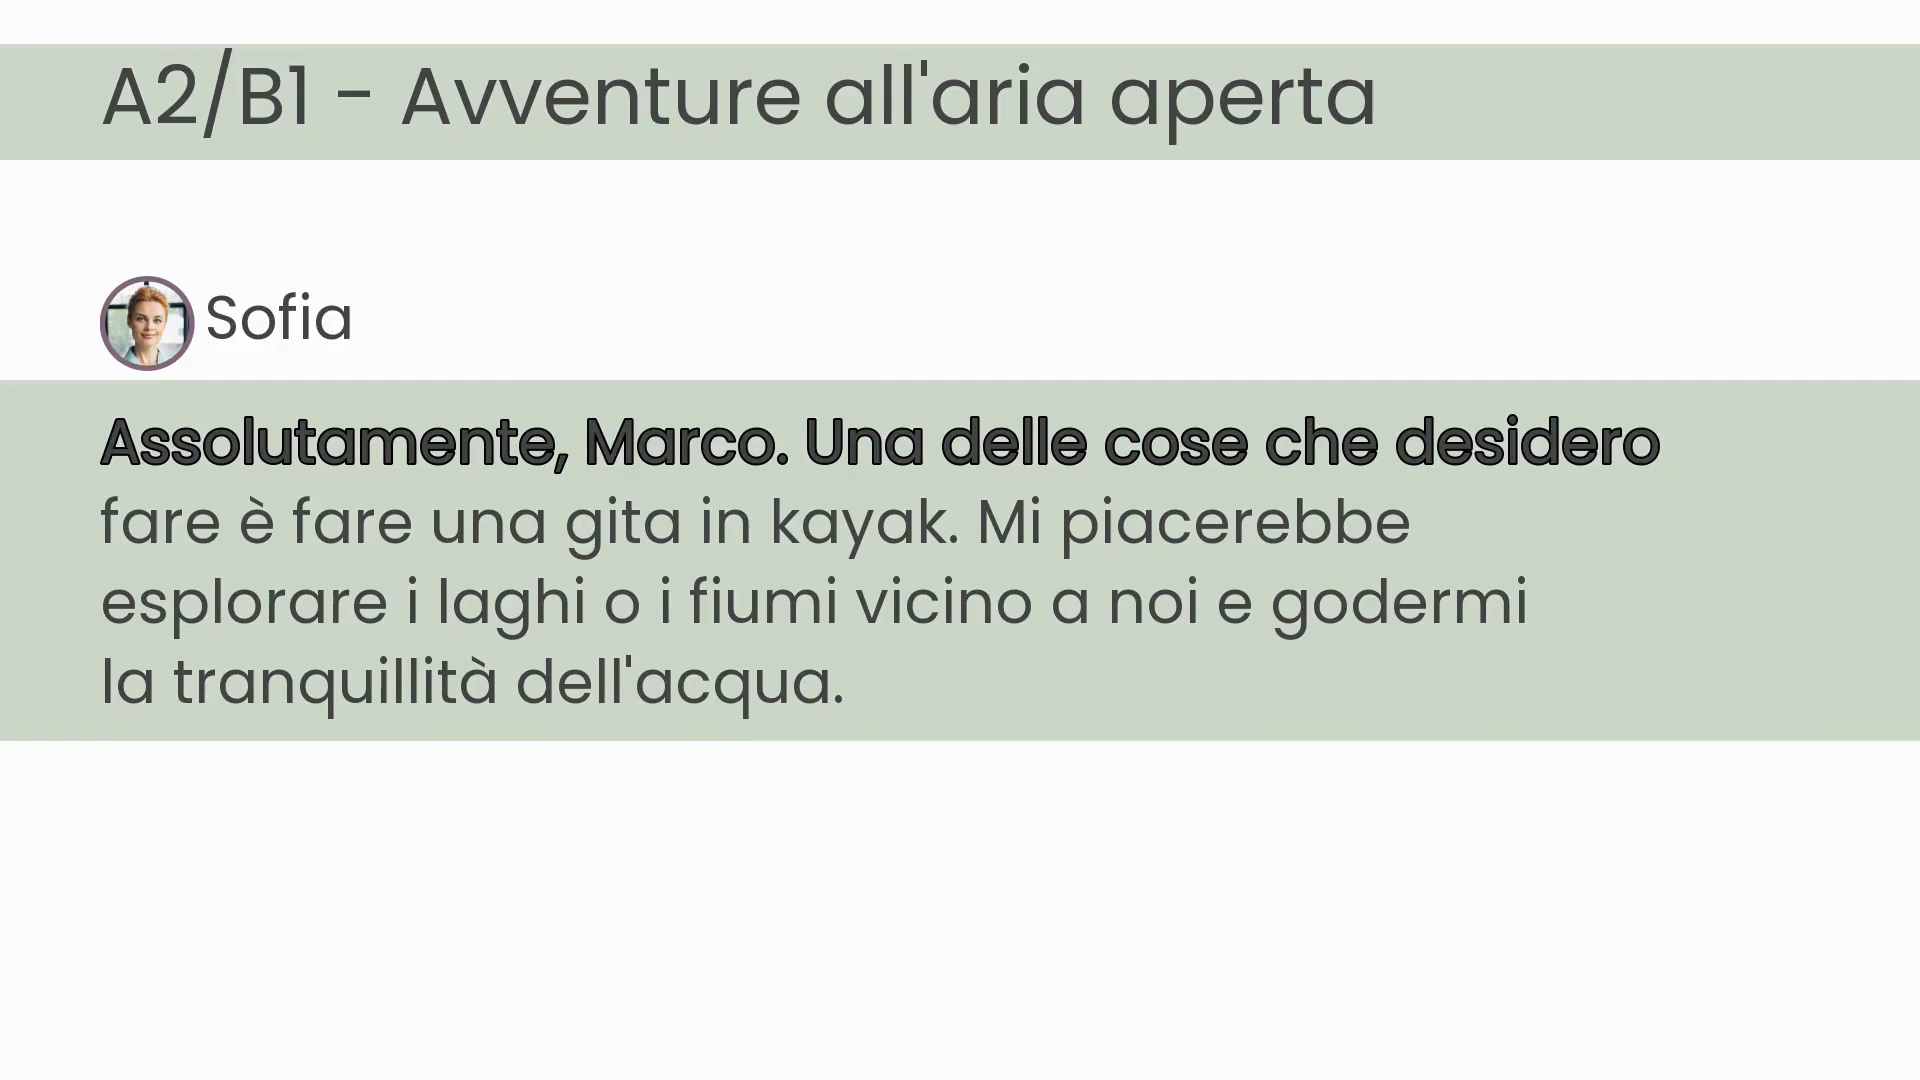 A2/B1 - Avventure all'aria aperta
Sofia
Assolutamente, Marco. Una delle cose che desidero
fare è fare una gita in kayak. Mi piacerebbe
esplorare i laghi o i fiumi vicino a noi e godermi
la tranquillità dell'acqua.